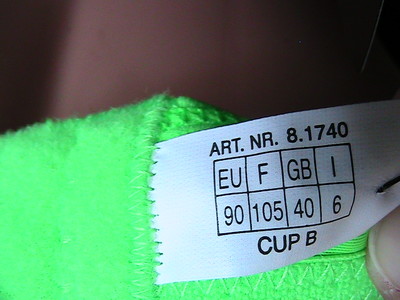 ART. NR. 8.1740
EU F GB I
90 105 40 6
CUP B